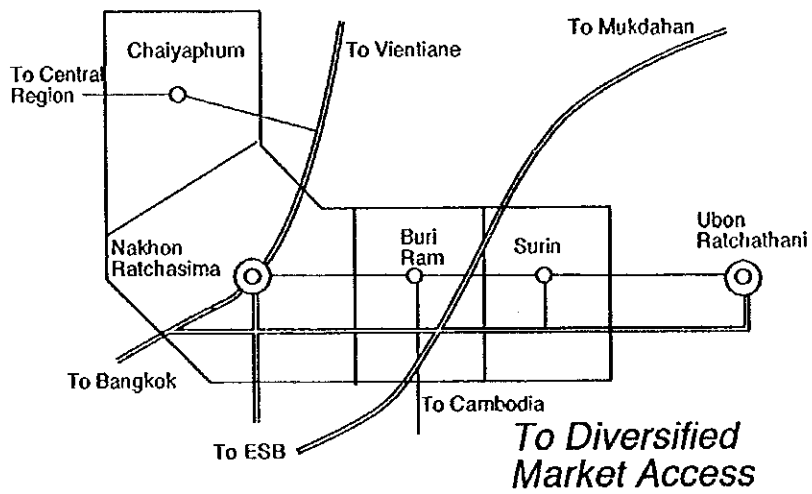 Chaiyaphum
To Vientiane
To Mukdahan
To Central
Region
Nakhon
Ratchasima
Buri
Ram
Surin
Ubon
Ratchathani
To Bangkok
To Cambodia
To ESB
To Diversified
Market Access